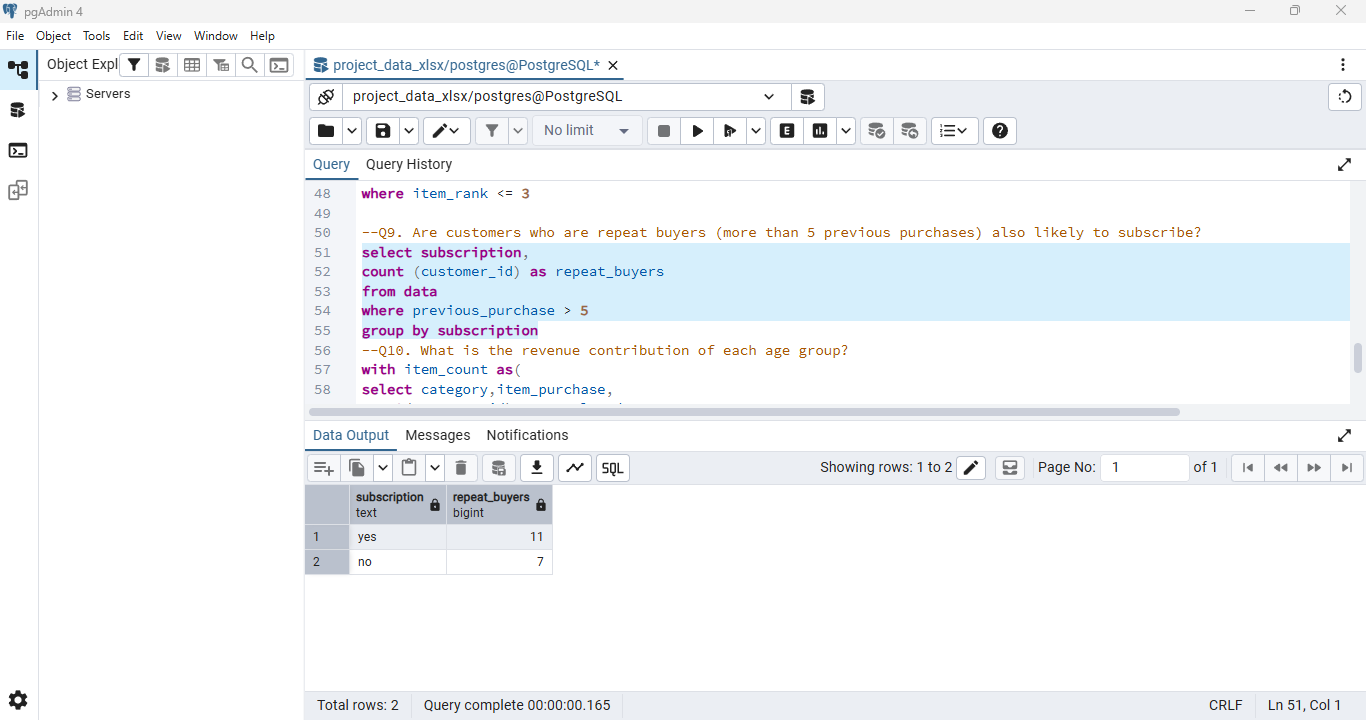 pgAdmin 4
File Object Tools Edit View Window Help
Object Expl
project_data_xlsx/postgres@PostgreSQL*
Servers
project_data_xlsx/postgres@PostgreSQL
No limit
E
Query Query History
48 where item_rank <= 3
49
50 --Q9. Are customers who are repeat buyers (more than 5 previous purchases) also likely to subscribe?
51 select subscription,
52 count (customer_id) as repeat_buyers
53 from data
54 where previous_purchase > 5
55 group by subscription
56 --Q10. What is the revenue contribution of each age group?
57 with item_count as(
58 select category,item_purchase,
Data Output Messages Notifications
SQL Showing rows: 1 to 2 Page No: 1 of 1
subscription repeat_buyers
text bigint
1 yes 11
2 no 7
Total rows: 2 Query complete 00:00:00.165 CRLF Ln 51, Col 1